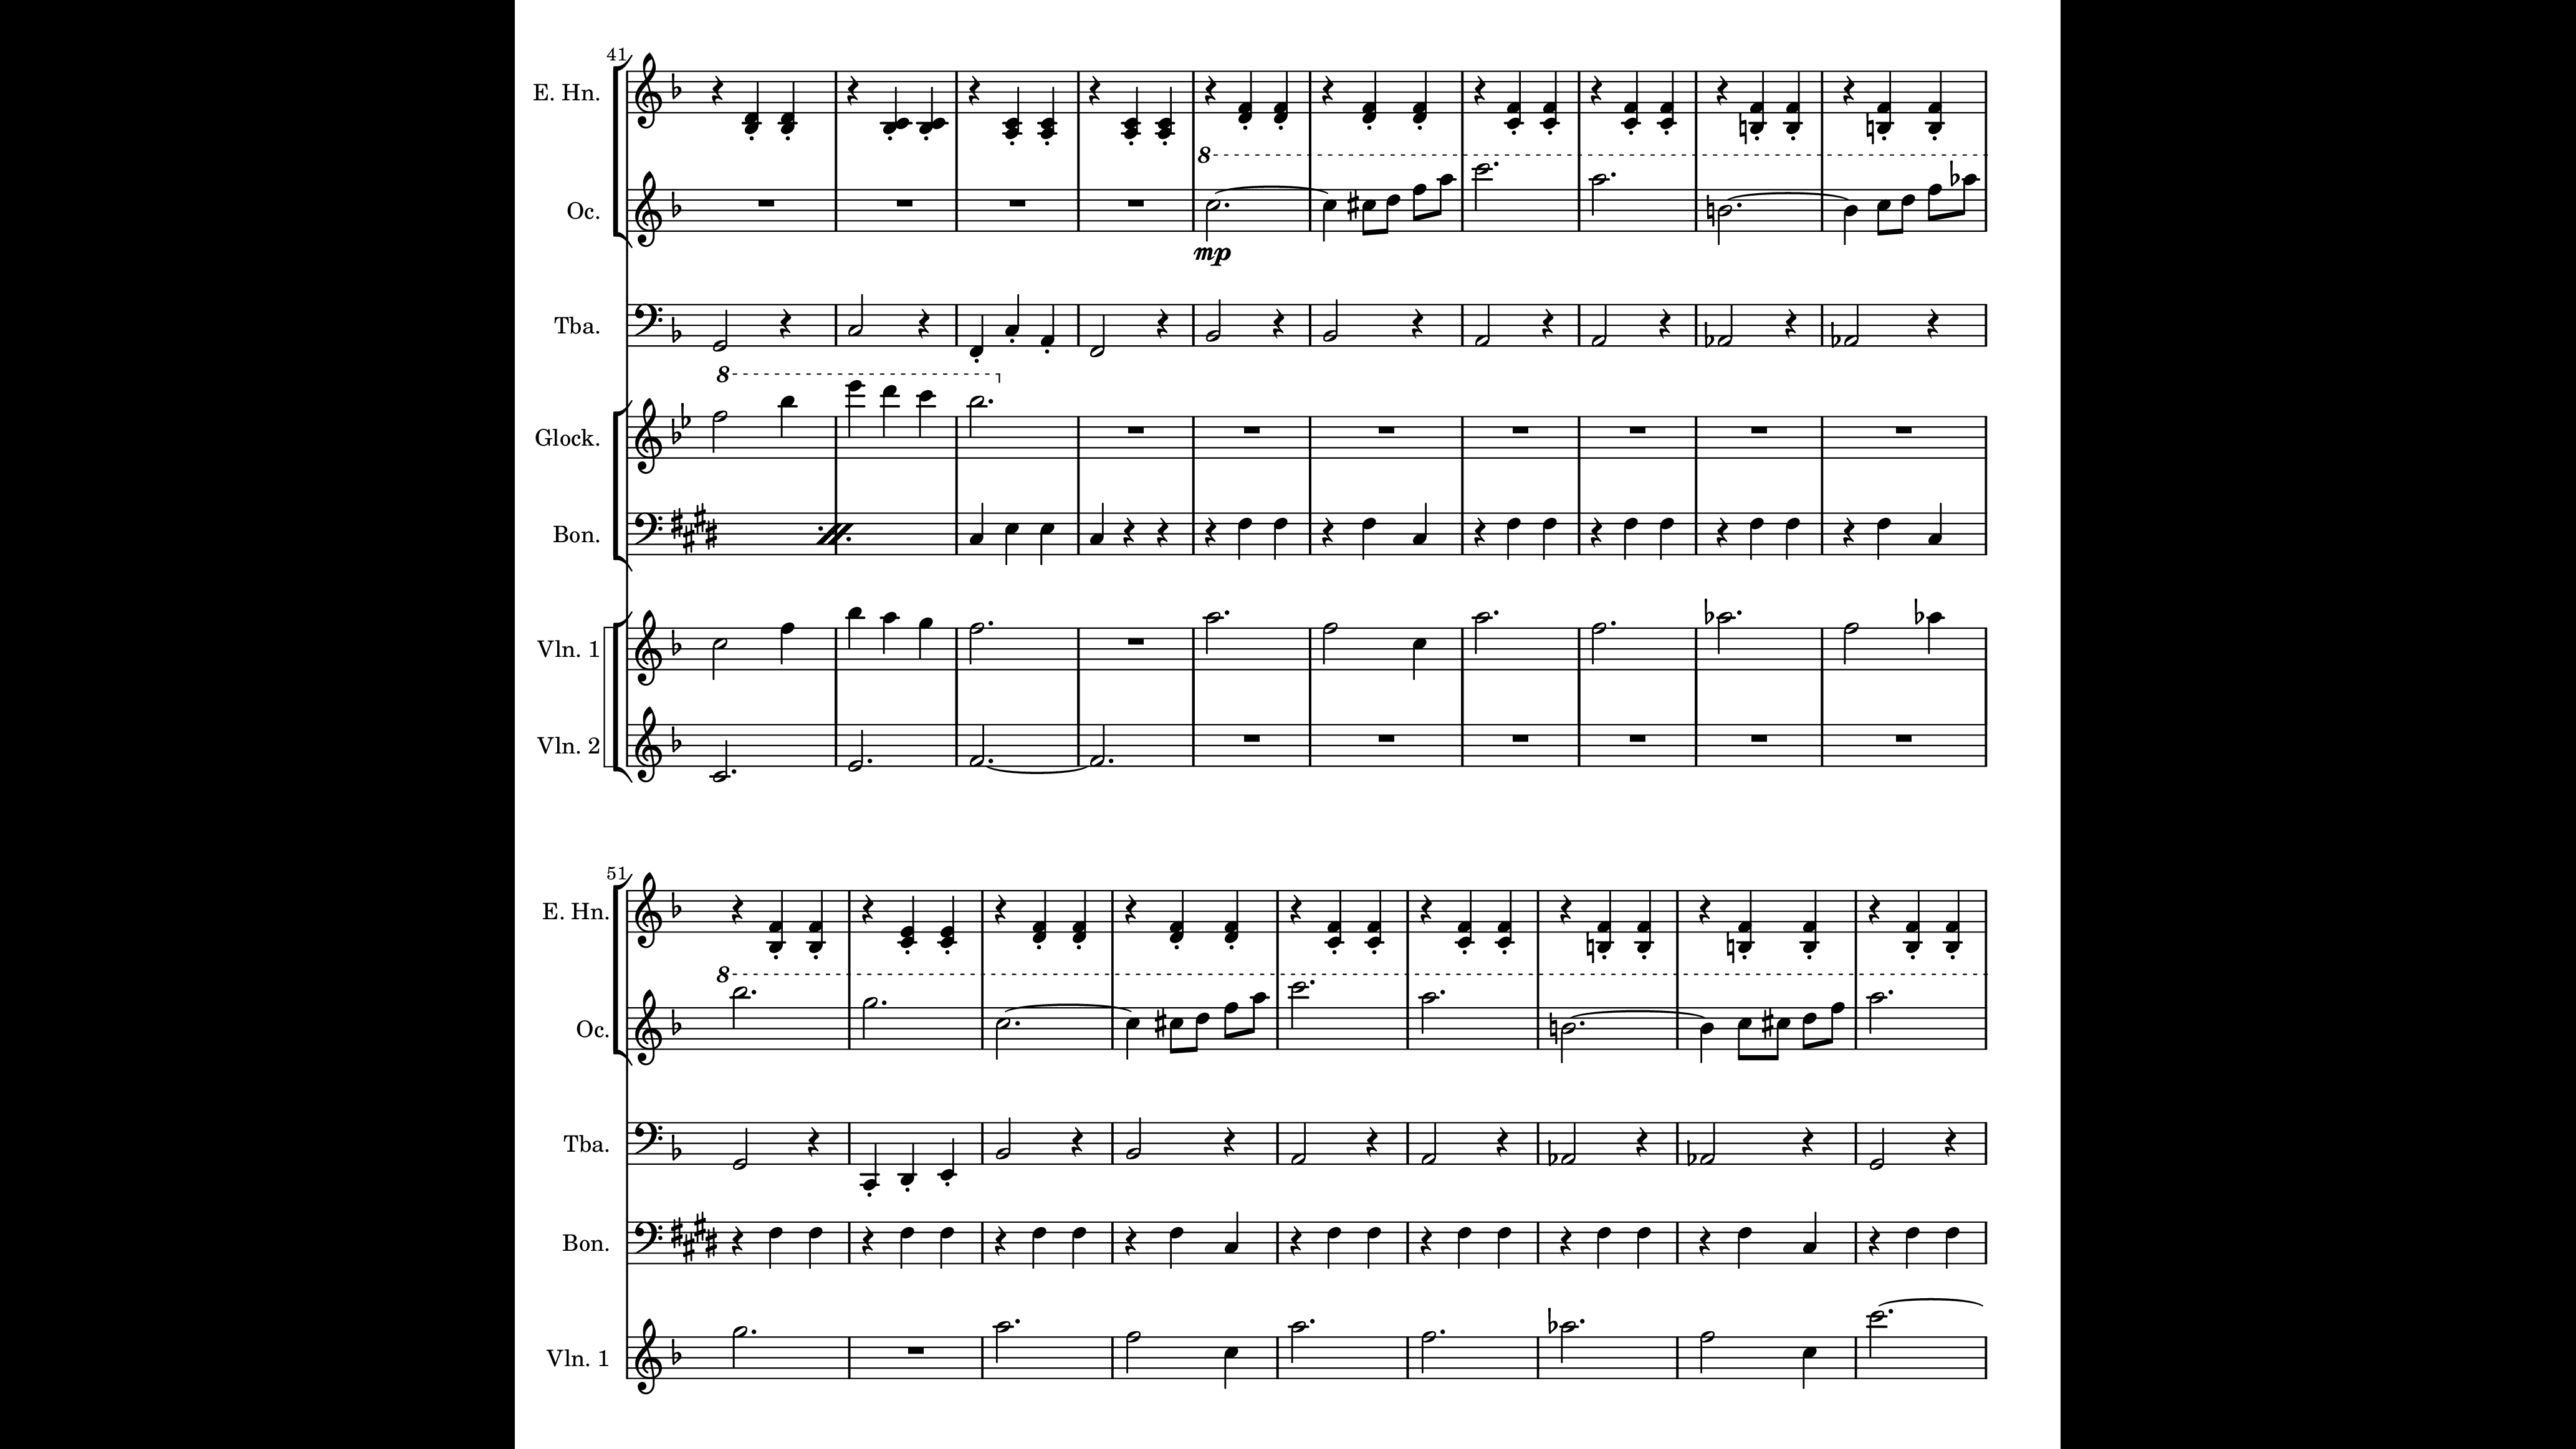 41
E. Hn.
8
Oc.
mp
Tba.
8
Glock.
Bon.
Vln. 1
Vln. 2
51
E. Hn.
8
Oc.
Tba.
Bon.
Vln. 1